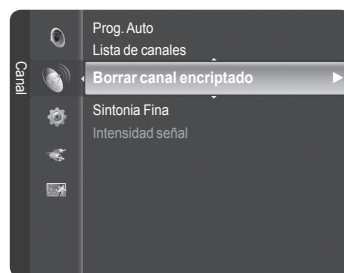 Canal
Prog. Auto
Lista de canales
Borrar canal encriptado
Sintonia Fina
Intensidad señal